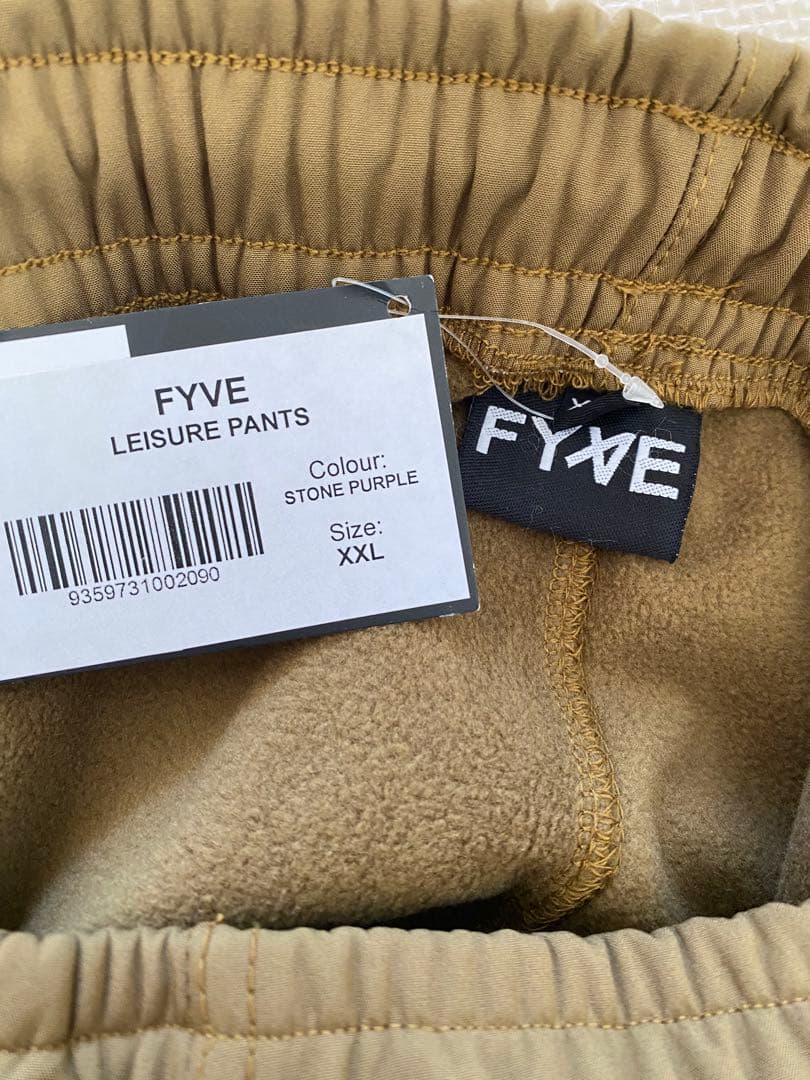 FYVE
LEISURE PANTS
Colour:
STONE PURPLE
Size:
XXL
9359731002090
FYVE